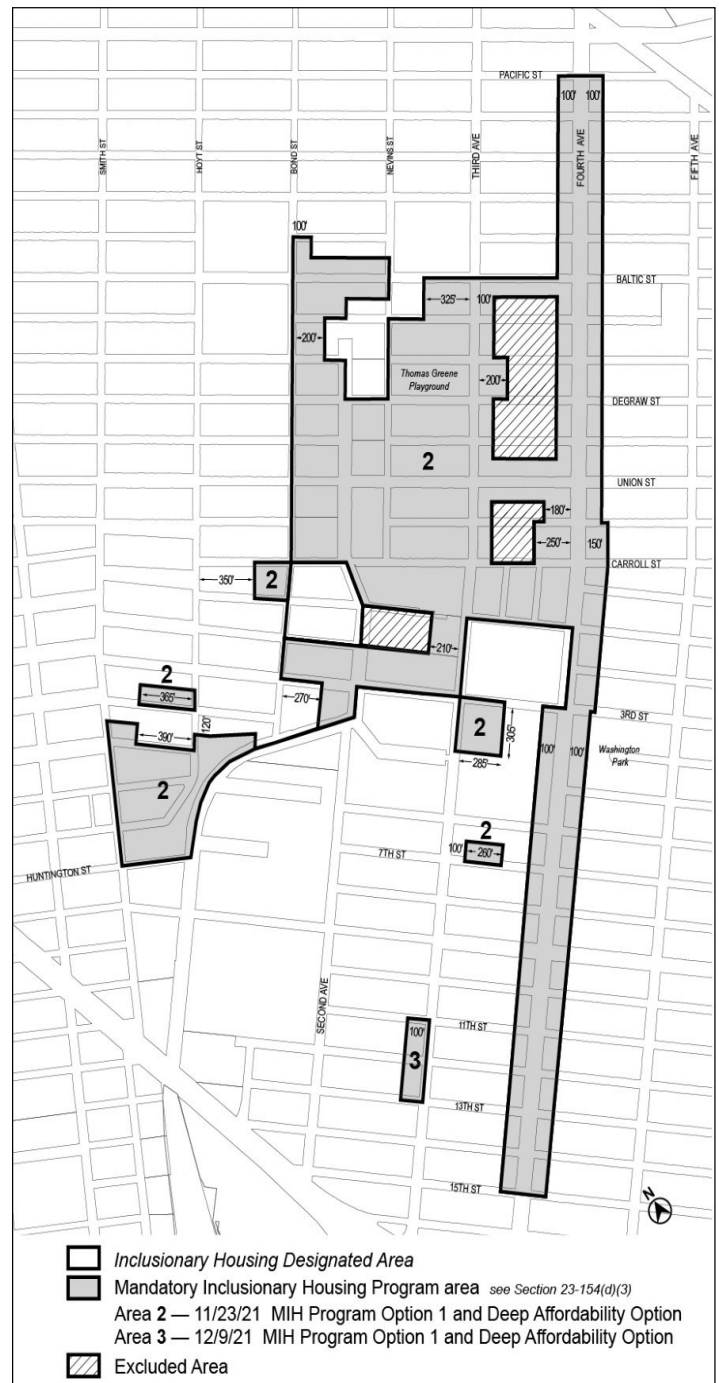 PACIFIC ST
100' 100'
SMITH ST
HOYT ST
BOND ST
NEVINS ST
THIRD AVE
FOURTH AVE
FIFTH AVE
100'
BALTIC ST
325'
100'
200'
Thomas Greene
Playground
200'
DEGRAW ST
2
UNION ST
180'
250'
150'
CARROLL ST
350'
2
210'
2
365'
270'
3RD ST
120'
390'
2
305'
100' 100'
Washington
Park
285'
2
2
100'
260'
7TH ST
HUNTINGTON ST
SECOND AVE
100'
11TH ST
3
13TH ST
15TH ST
N
Inclusionary Housing Designated Area
Mandatory Inclusionary Housing Program area see Section 23-154(d)(3)
Area 2 — 11/23/21 MIH Program Option 1 and Deep Affordability Option
Area 3 — 12/9/21 MIH Program Option 1 and Deep Affordability Option
Excluded Area